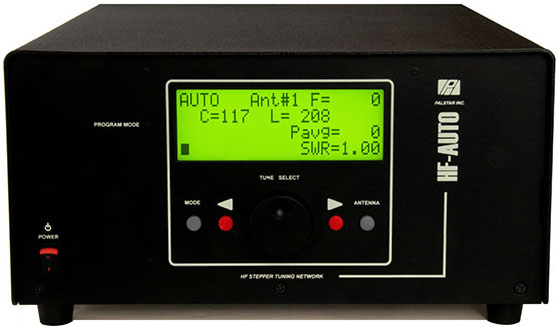 AUTO Ant#1 F= 0
C=117 L= 208
Pavg= 0
SWR=1.00
PALSTAR INC.
PROGRAM MODE
HF-AUTO
TUNE SELECT
MODE
ANTENNA
POWER
HF STEPPER TUNING NETWORK